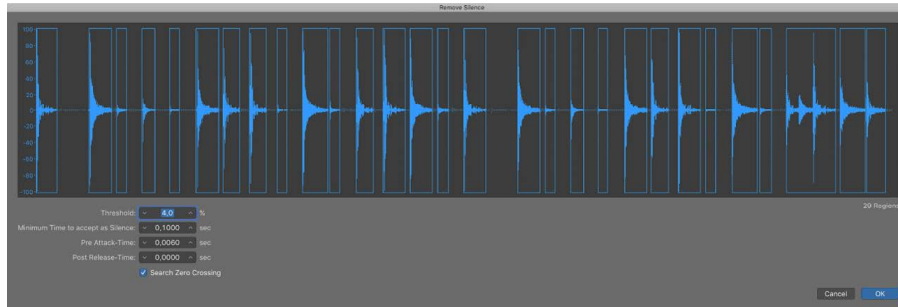 Remove Silence
100
80
60
40
20
0
-20
-40
-60
-80
-100
29 Regions
Threshold: 4,0 %
Minimum Time to accept as Silence: 0,1000 sec
Pre Attack-Time: 0,0060 sec
Post Release-Time: 0,0000 sec
Search Zero Crossing
Cancel OK